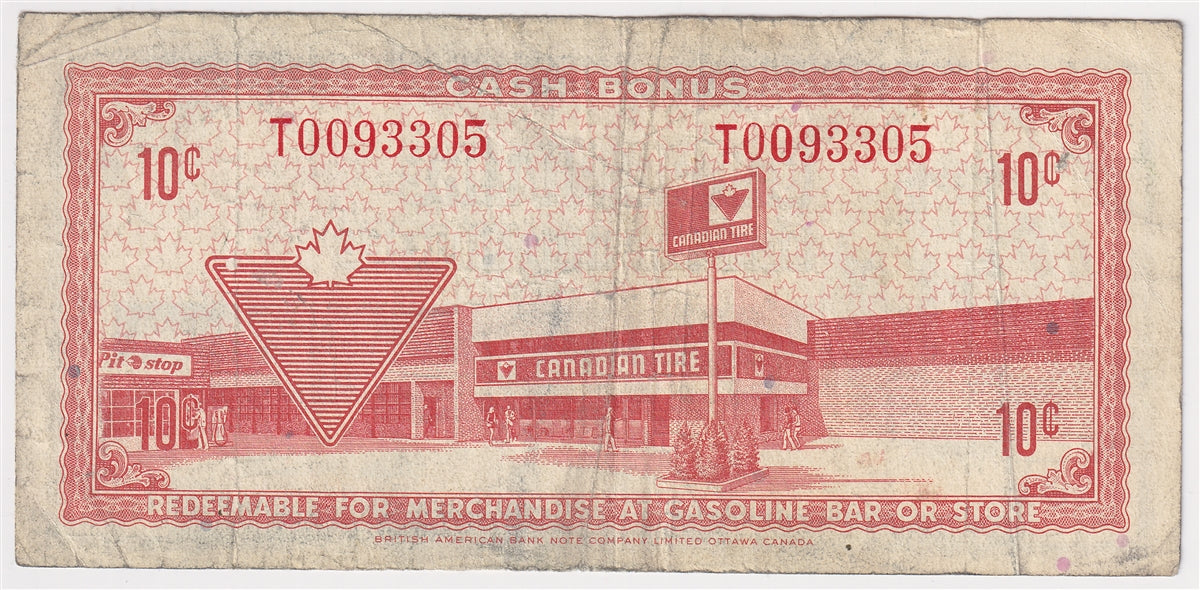 CASH BONUS
T0093305 T0093305
10¢ 10¢
CANADIAN TIRE
Pit stop
CANADIAN TIRE
10¢ 10¢
REDEEMABLE FOR MERCHANDISE AT GASOLINE BAR OR STORE
BRITISH AMERICAN BANK NOTE COMPANY LIMITED OTTAWA CANADA